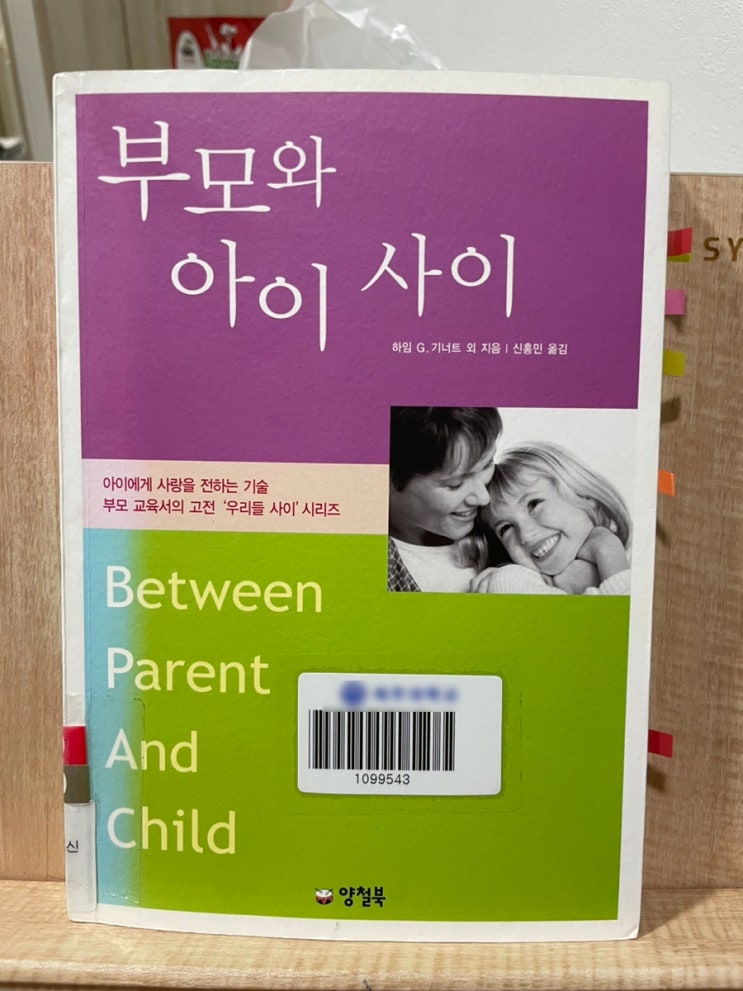 부모와
아이 사이
하임 G. 기너트 외 지음 | 신홍민 옮김
SY
아이에게 사랑을 전하는 기술
부모 교육서의 고전 '우리들 사이' 시리즈
Between
Parent
And
Child
1099543
신
양철북